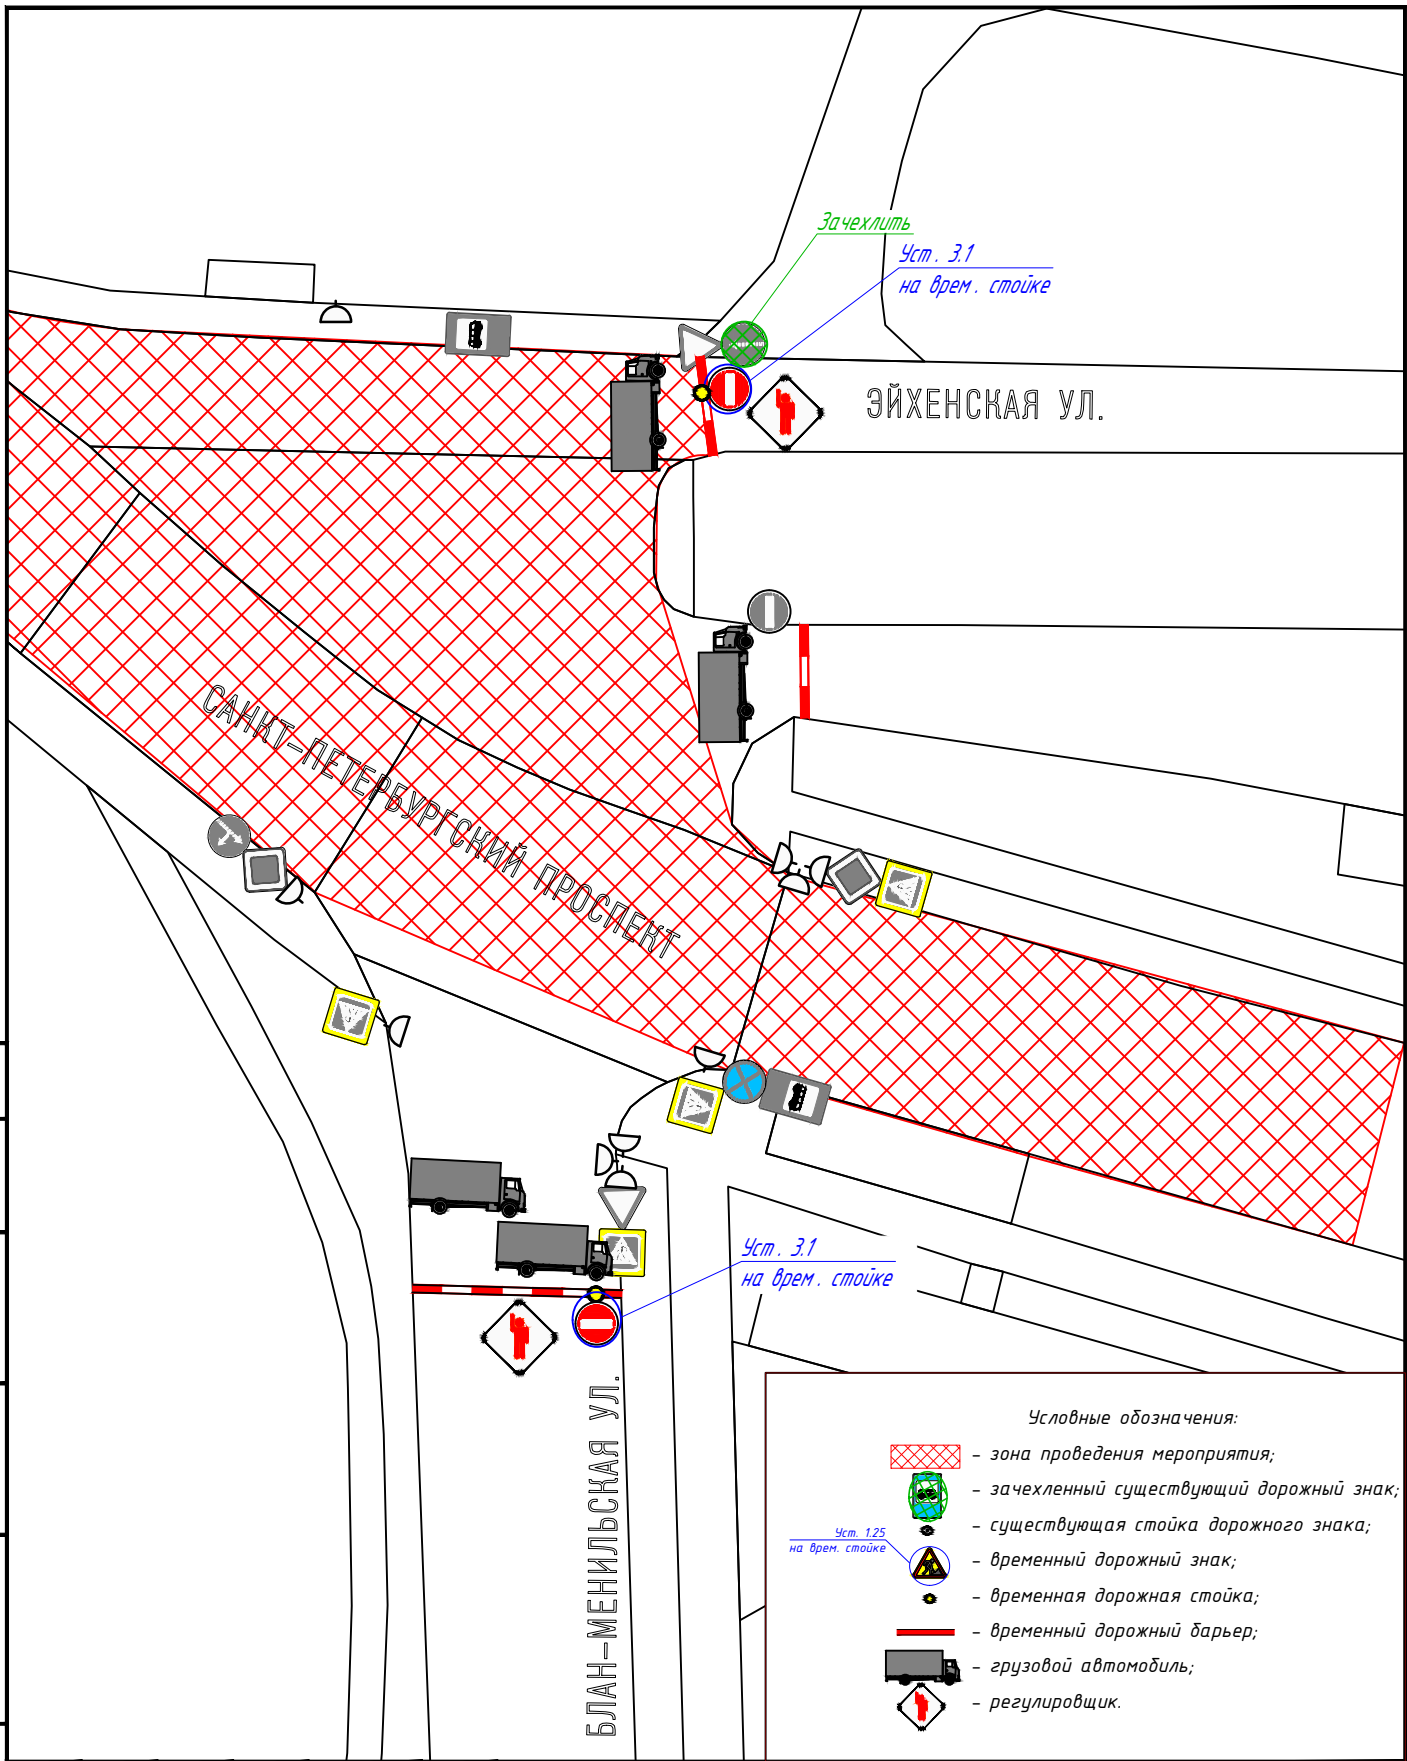 Зачехлить
Уст. 3.1
на врем. стойке
ЭЙХЕНСКАЯ УЛ.
САНКТ-ПЕТЕРБУРГСКИЙ ПРОСПЕКТ
Уст. 3.1
на врем. стойке
БЛАН-МЕНИЛЬСКАЯ УЛ.
Условные обозначения:
- зона проведения мероприятия;
- зачехленный существующий дорожный знак;
- существующая стойка дорожного знака;
Уст. 1.25
на врем. стойке
- временный дорожный знак;
- временная дорожная стойка;
- временный дорожный барьер;
- грузовой автомобиль;
- регулировщик.